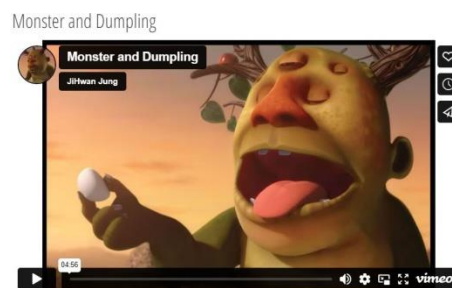 Monster and Dumpling
Monster and Dumpling
JiHwan Jung
04:56
vimeo